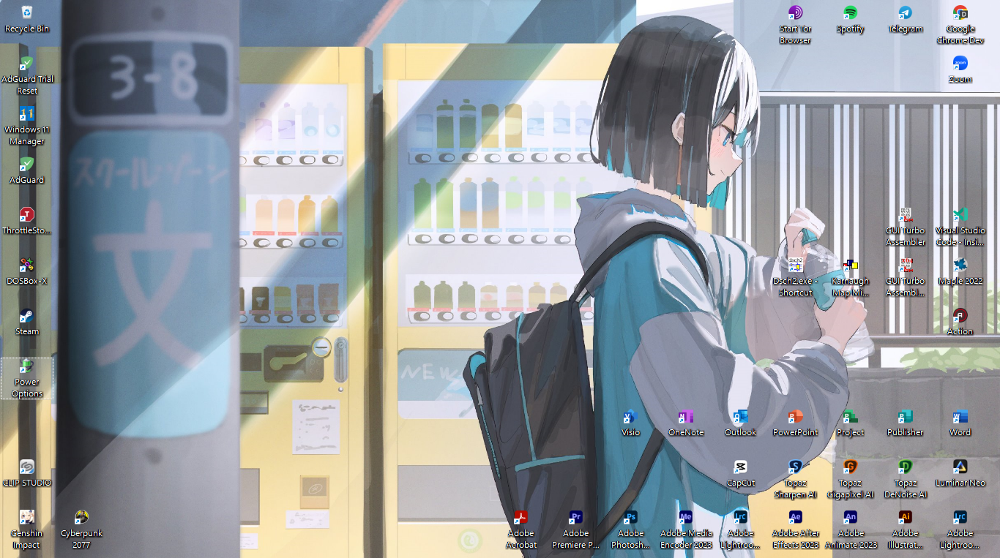 Recycle Bin
AdGuard Trial
Reset
Windows 11
Manager
AdGuard
ThrottleSto...
DOSBox-X
Steam
Power
Options
CLIP STUDIO
Genshin
Impact
Cyberpunk
2077
3-8
スクールゾーン
文
NEW
Start Tor
Browser
Spotify
Telegram
Google
Chrome Dev
zoom
Zoom
GUI Turbo
Assembler
Visual Studio
Code - Insi...
dsch2
Dsch2.exe -
Shortcut
Karnaugh
Map Mi...
GUI Turbo
Assembl...
Maple 2022
Action
Visio
OneNote
Outlook
PowerPoint
Project
Publisher
Word
CapCut
Topaz
Sharpen AI
Topaz
Gigapixel AI
Topaz
DeNoise AI
Luminar Neo
Adobe
Acrobat
Adobe
Premiere P...
Adobe
Photosh...
Adobe Media
Encoder 2023
Adobe
Lightroo...
Adobe After
Effects 2023
Adobe
Animate 2023
Adobe
Illustrat...
Adobe
Lightroo...